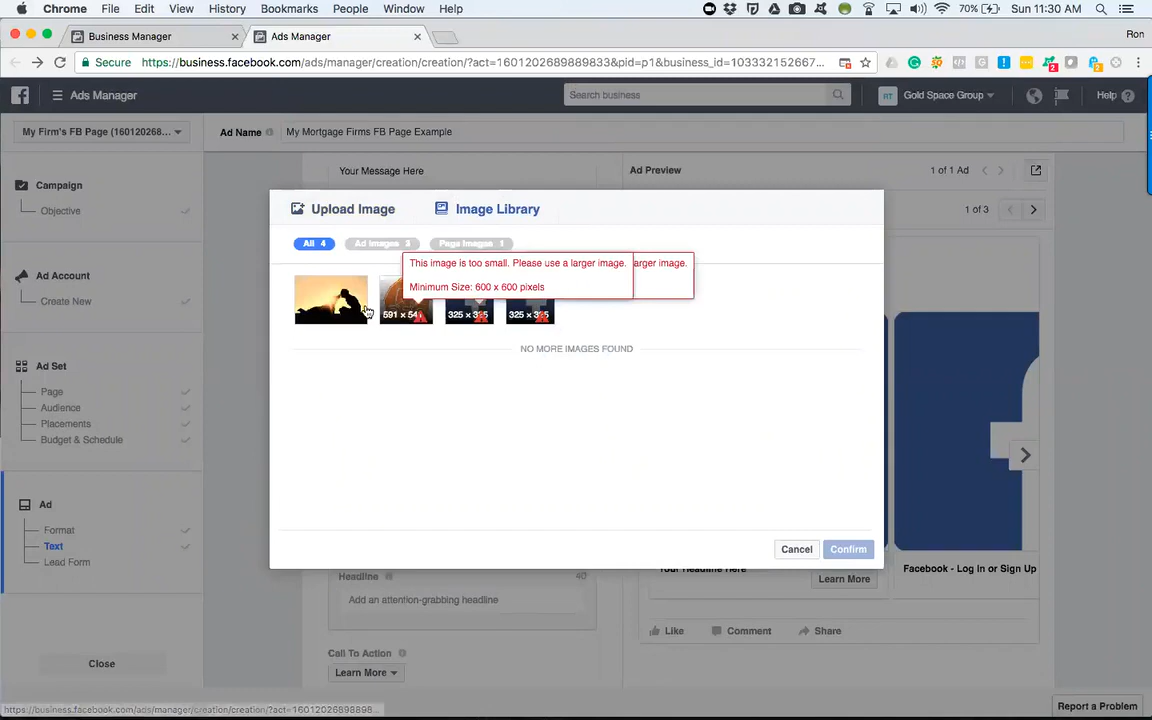 Chrome File Edit View History Bookmarks People Window Help 70% Sun 11:30 AM
Business Manager Ads Manager Ron
Secure https://business.facebook.com/ads/manager/creation/creation/?act=1601202689889833&pid=p1&business_id=103332152667...
Ads Manager Search business RT Gold Space Group Help
My Firm's FB Page (160120268... Ad Name My Mortgage Firms FB Page Example
Your Message Here Ad Preview 1 of 1 Ad
Campaign
Objective
Upload Image Image Library 1 of 3
All 4 Ad Images 3 Page Images 1
This image is too small. Please use a larger image. arger image.
Minimum Size: 600 x 600 pixels
Ad Account
Create New
591 x 541 325 x 325 325 x 325
NO MORE IMAGES FOUND
Ad Set
Page
Audience
Placements
Budget & Schedule
Ad
Format
Text
Lead Form
Cancel Confirm
Your Headline Here Facebook - Log In or Sign Up
Learn More
Headline 40
Add an attention-grabbing headline
Like Comment Share
Call To Action
Learn More
Close
https://business.facebook.com/ads/manager/creation/creation/?act=16012026898898...
Report a Problem